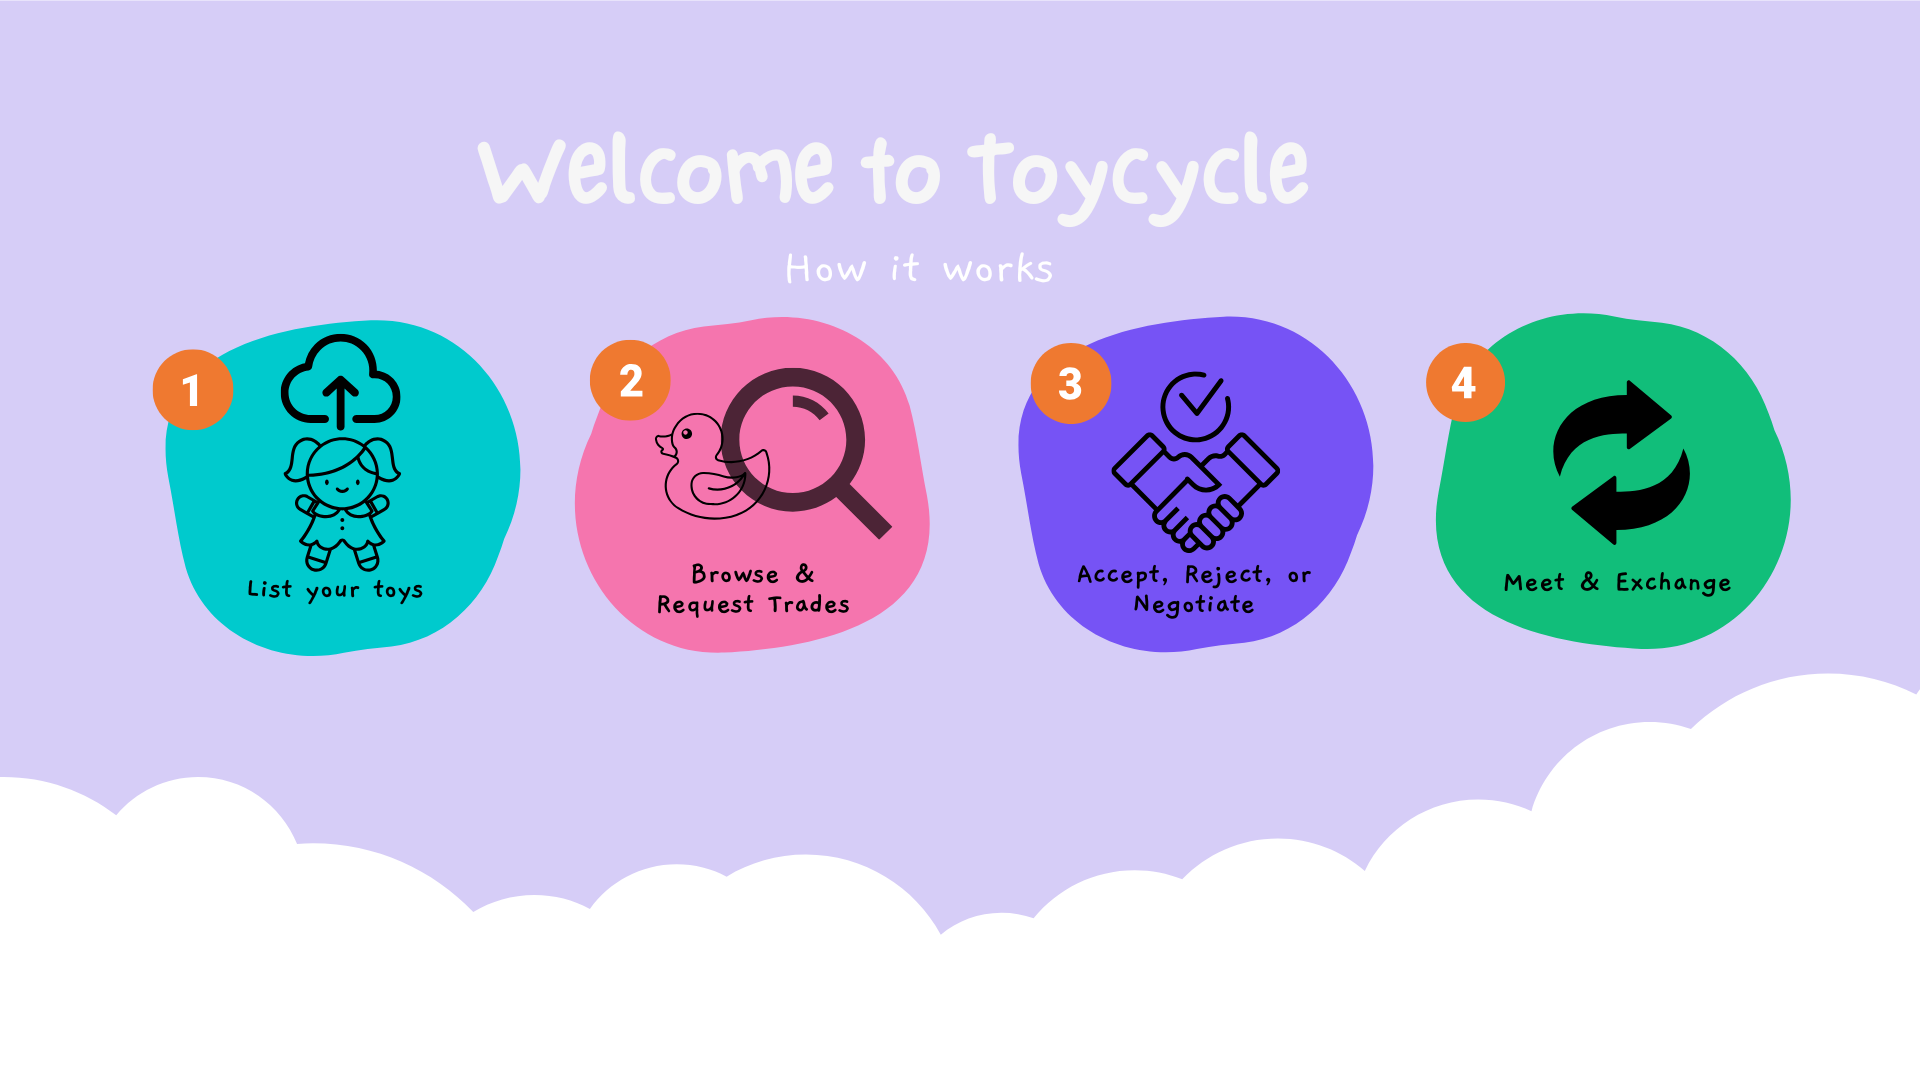 Welcome to Toycycle
How it works
1
List your toys
2
Browse &
Request Trades
3
Accept, Reject, or
Negotiate
4
Meet & Exchange